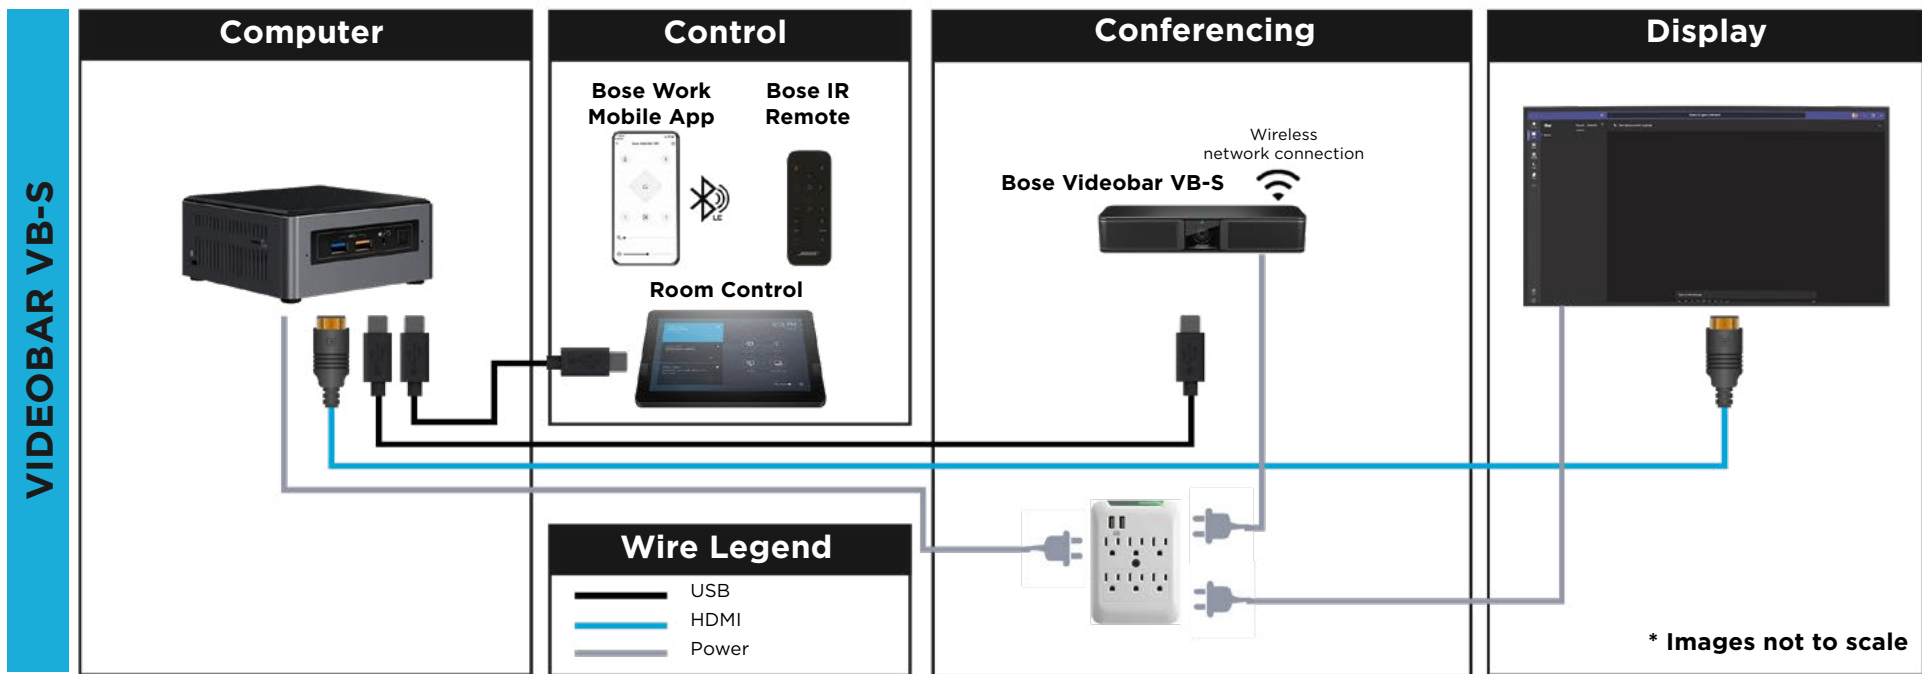 VIDEOBAR VB-S
Computer
Control
Conferencing
Display
Bose Work
Mobile App
Bose IR
Remote
LE
Room Control
Wireless
network connection
Bose Videobar VB-S
Wire Legend
USB
HDMI
Power
* Images not to scale